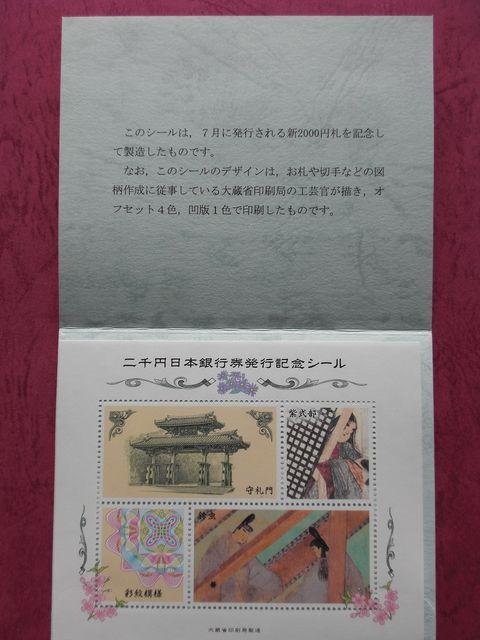 このシールは，７月に発行される新2000円札を記念し
て製造したものです。
なお，このシールのデザインは，お札や切手などの図
柄作成に従事している大蔵省印刷局の工芸官が描き，オ
フセット４色，凹版１色で印刷したものです。
二千円日本銀行券発行記念シール
紫式部
守礼門
鈴虫
彩紋模様
大蔵省印刷局製造